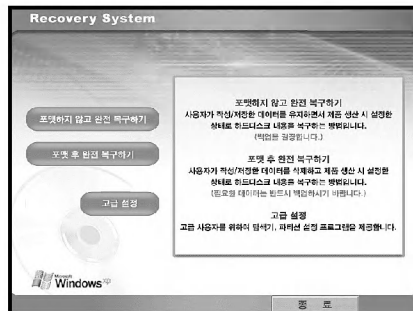 Recovery System
포맷하지 않고 완전 복구하기
포맷 후 완전 복구하기
고급 설정
포맷하지 않고 완전 복구하기
사용자가 작성/저장한 데이터를 유지하면서 제품 생산 시 설정한
상태로 하드디스크 내용을 복구하는 방법입니다.
(백업을 권장합니다.)
포맷 후 완전 복구하기
사용자가 작성/저장한 데이터를 삭제하고 제품 생산 시 설정한
상태로 하드디스크 내용을 복구하는 방법입니다.
(필요할 데이터는 반드시 백업하시기 바랍니다.)
고급 설정
고급 사용자를 위하여 탐색기, 파티션 설정 프로그램을 제공합니다.
Microsoft
Windows xp
종 료